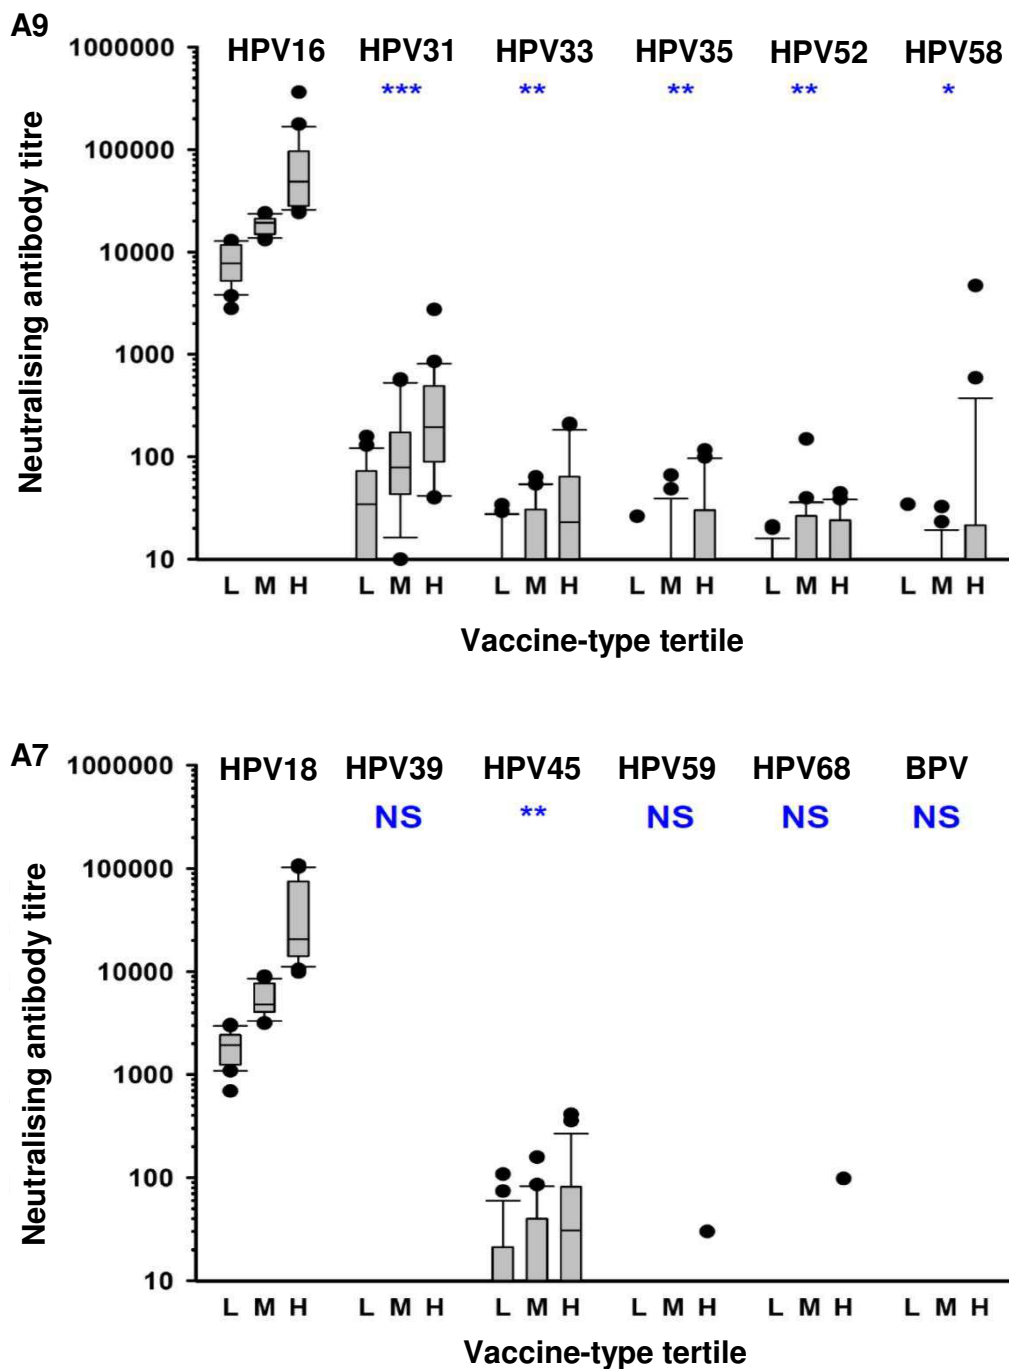 A9
HPV16 HPV31 HPV33 HPV35 HPV52 HPV58
*** ** ** ** *
Neutralising antibody titre
1000000
100000
10000
1000
100
10
L M H L M H L M H L M H L M H L M H
Vaccine-type tertile
A7
HPV18 HPV39 HPV45 HPV59 HPV68 BPV
NS ** NS NS NS
Neutralising antibody titre
1000000
100000
10000
1000
100
10
L M H L M H L M H L M H L M H L M H
Vaccine-type tertile